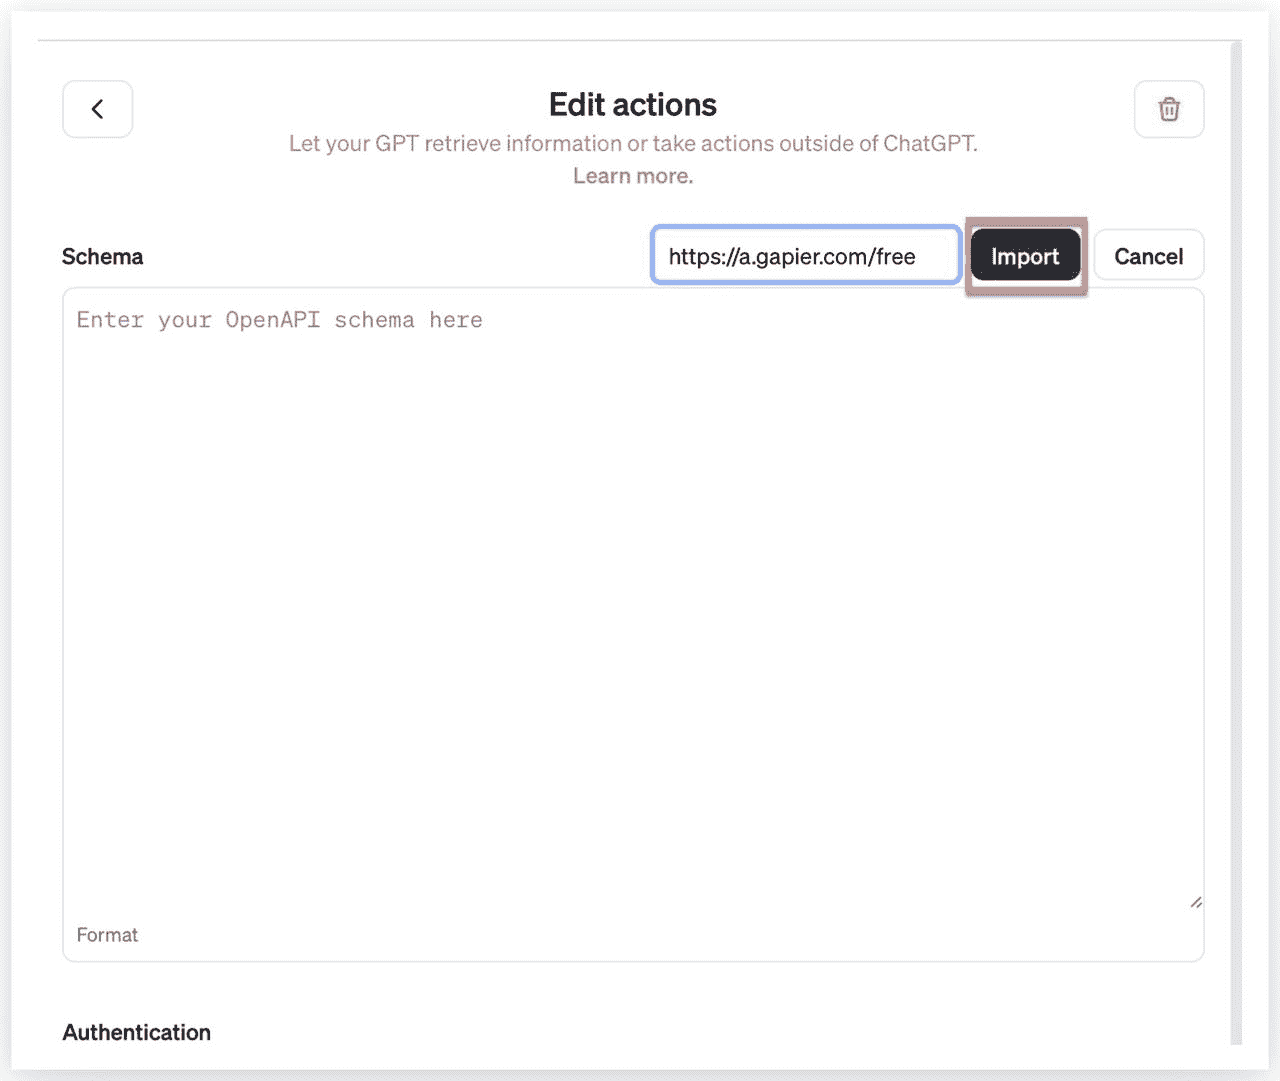 Edit actions
Let your GPT retrieve information or take actions outside of ChatGPT.
Learn more.
Schema
https://a.gapier.com/free
Import
Cancel
Enter your OpenAPI schema here
Format
Authentication